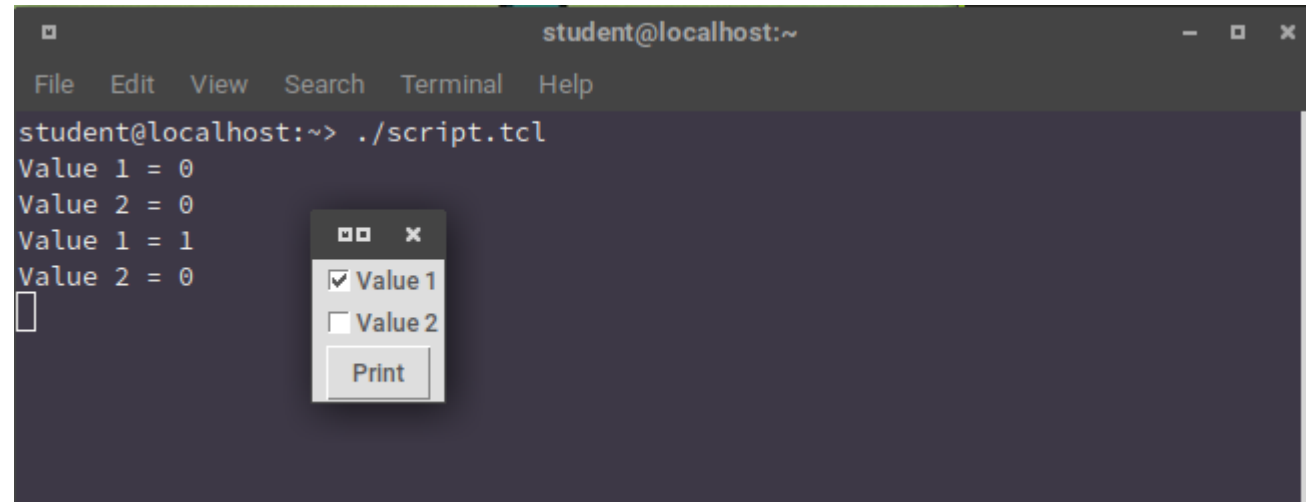 student@localhost:~
File Edit View Search Terminal Help
student@localhost:~> ./script.tcl
Value 1 = 0
Value 2 = 0
Value 1 = 1
Value 2 = 0
Value 1
Value 2
Print